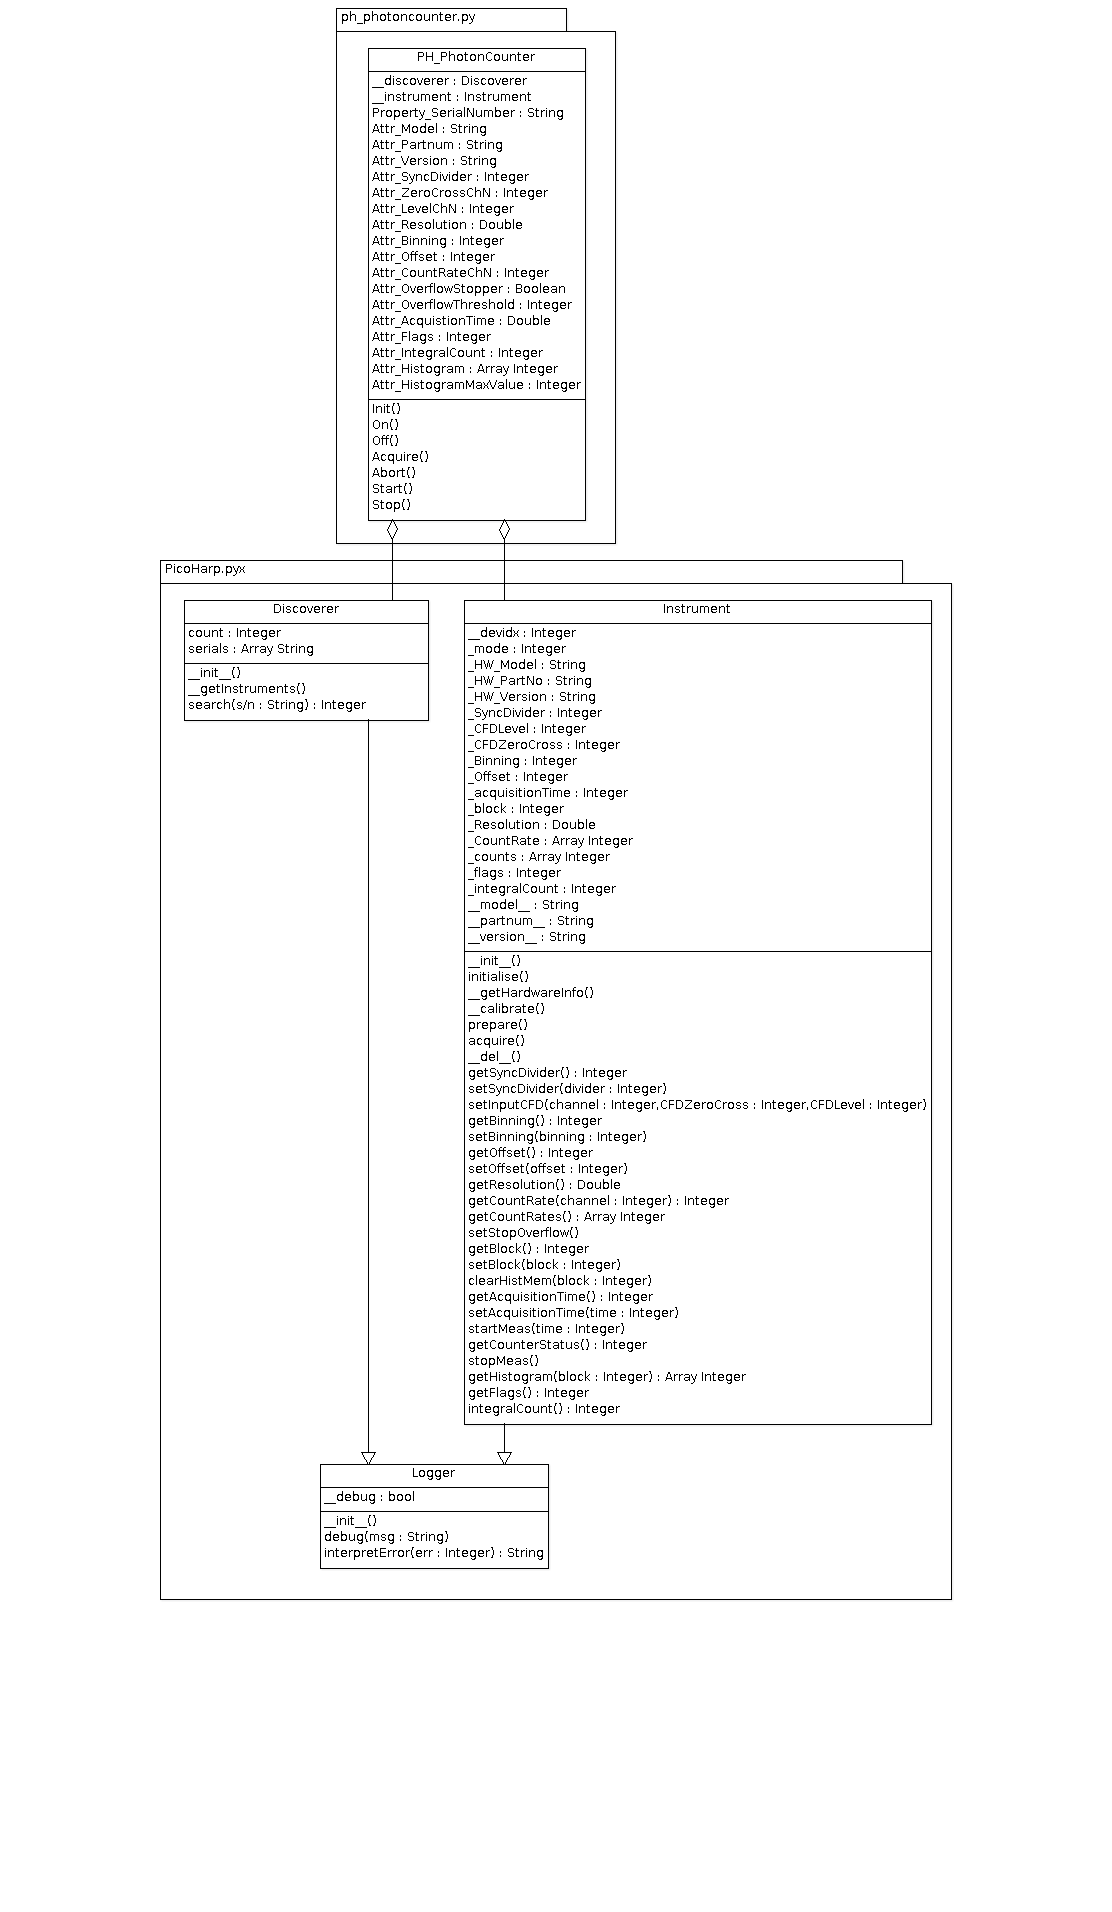 ph_photoncounter.py
PH_PhotonCounter
__discoverer : Discoverer
__instrument : Instrument
Property_SerialNumber : String
Attr_Model : String
Attr_Partnum : String
Attr_Version : String
Attr_SyncDivider : Integer
Attr_ZeroCrossChN : Integer
Attr_LevelChN : Integer
Attr_Resolution : Double
Attr_Binning : Integer
Attr_Offset : Integer
Attr_CountRateChN : Integer
Attr_OverflowStopper : Boolean
Attr_OverflowThreshold : Integer
Attr_AcquistionTime : Double
Attr_Flags : Integer
Attr_IntegralCount : Integer
Attr_Histogram : Array Integer
Attr_HistogramMaxValue : Integer
Init()
On()
Off()
Acquire()
Abort()
Start()
Stop()
PicoHarp.pyx
Discoverer
count : Integer
serials : Array String
__init__()
__getInstruments()
search(s/n : String) : Integer
Instrument
__devidx : Integer
_mode : Integer
_HW_Model : String
_HW_PartNo : String
_HW_Version : String
_SyncDivider : Integer
_CFDLevel : Integer
_CFDZeroCross : Integer
_Binning : Integer
_Offset : Integer
_acquisitionTime : Integer
_block : Integer
_Resolution : Double
_CountRate : Array Integer
_counts : Array Integer
_flags : Integer
_integralCount : Integer
__model__ : String
__partnum__ : String
__version__ : String
__init__()
initialise()
__getHardwareInfo()
__calibrate()
prepare()
acquire()
__del__()
getSyncDivider() : Integer
setSyncDivider(divider : Integer)
setInputCFD(channel : Integer,CFDZeroCross : Integer,CFDLevel : Integer)
getBinning() : Integer
setBinning(binning : Integer)
getOffset() : Integer
setOffset(offset : Integer)
getResolution() : Double
getCountRate(channel : Integer) : Integer
getCountRates() : Array Integer
setStopOverflow()
getBlock() : Integer
setBlock(block : Integer)
clearHistMem(block : Integer)
getAcquisitionTime() : Integer
setAcquisitionTime(time : Integer)
startMeas(time : Integer)
getCounterStatus() : Integer
stopMeas()
getHistogram(block : Integer) : Array Integer
getFlags() : Integer
integralCount() : Integer
Logger
__debug : bool
__init__()
debug(msg : String)
interpretError(err : Integer) : String